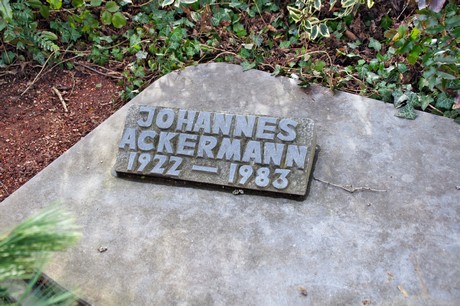 JOHANNES
ACKERMANN
1922 – 1983